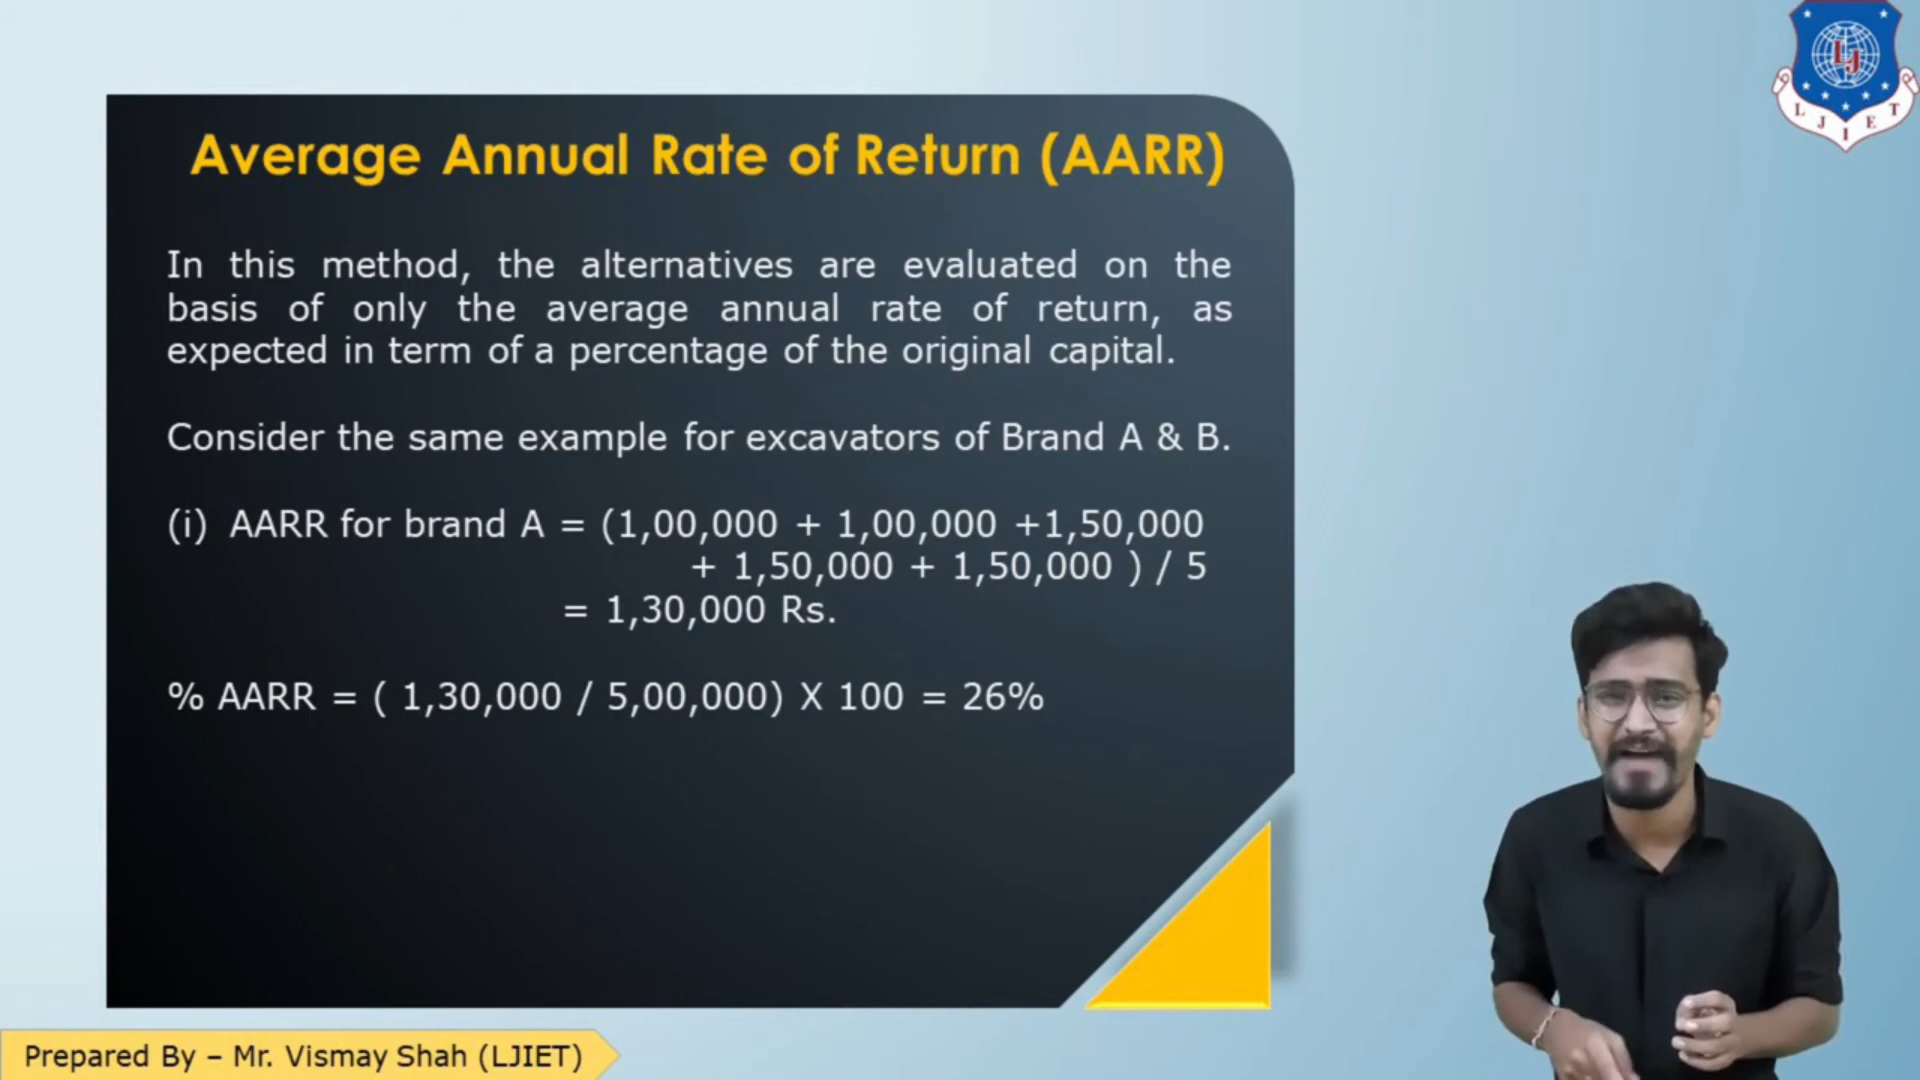 Average Annual Rate of Return (AARR)
In this method, the alternatives are evaluated on the
basis of only the average annual rate of return, as
expected in term of a percentage of the original capital.
Consider the same example for excavators of Brand A & B.
(i) AARR for brand A = (1,00,000 + 1,00,000 +1,50,000
+ 1,50,000 + 1,50,000 ) / 5
= 1,30,000 Rs.
% AARR = ( 1,30,000 / 5,00,000) X 100 = 26%
Prepared By – Mr. Vismay Shah (LJIET)
LJ
L J I E T